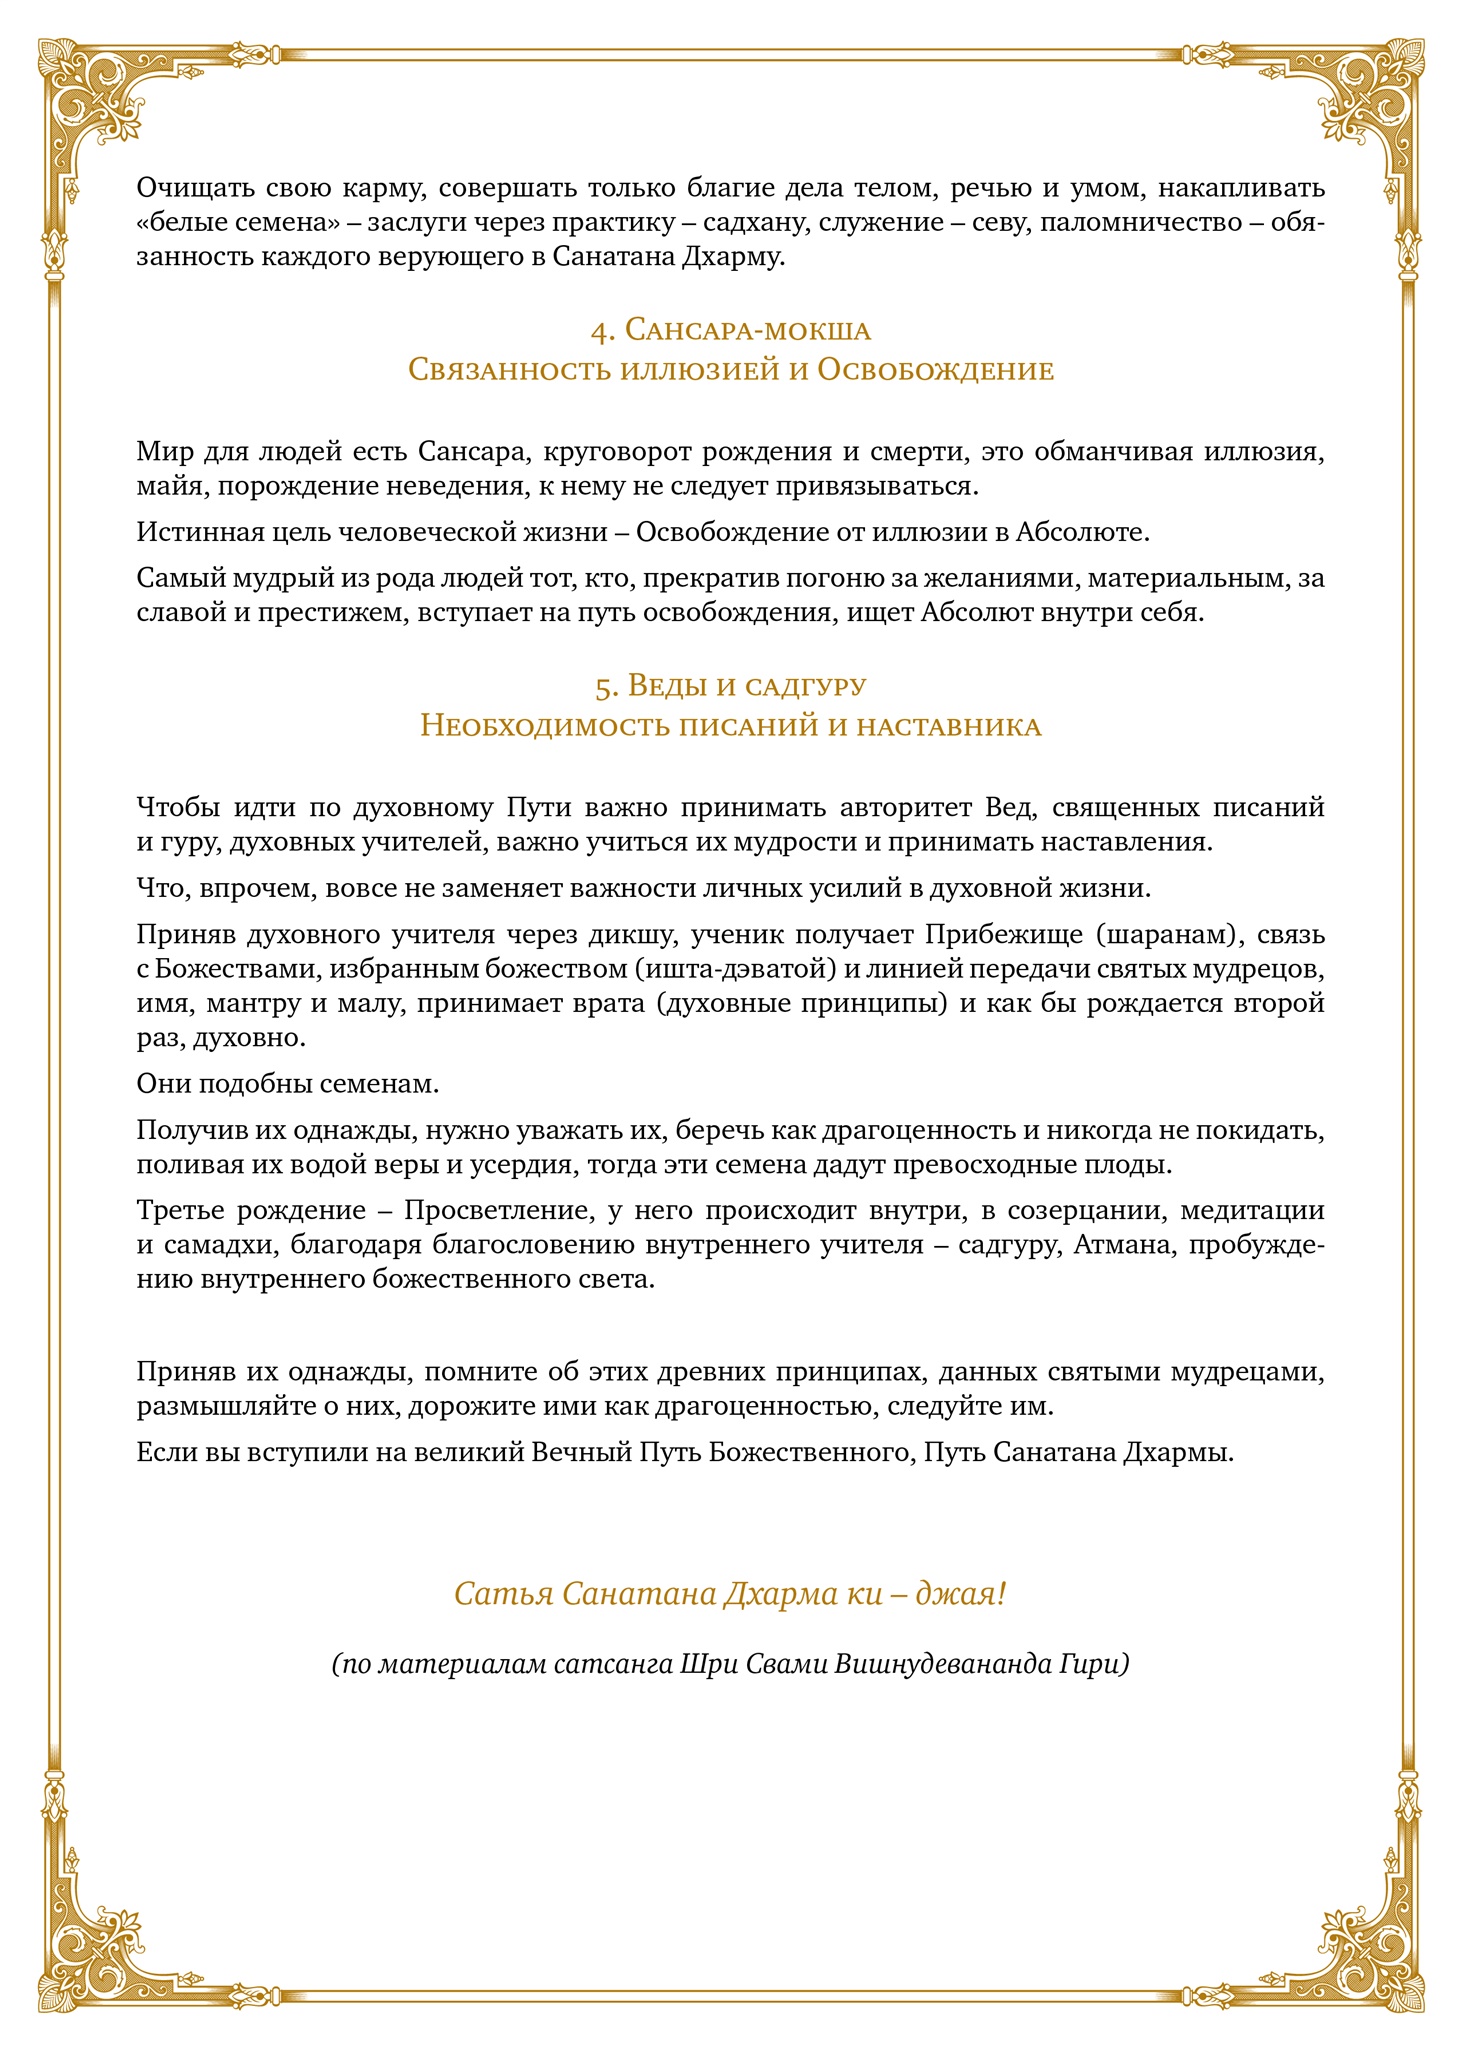 Очищать свою карму, совершать только благие дела телом, речью и умом, накапливать
«белые семена» – заслуги через практику – садхану, служение – севу, паломничество – обя-
занность каждого верующего в Санатана Дхарму.
4. Сансара-мокша
Связанность иллюзией и Освобождение
Мир для людей есть Сансара, круговорот рождения и смерти, это обманчивая иллюзия,
майя, порождение неведения, к нему не следует привязываться.
Истинная цель человеческой жизни – Освобождение от иллюзии в Абсолюте.
Самый мудрый из рода людей тот, кто, прекратив погоню за желаниями, материальным, за
славой и престижем, вступает на путь освобождения, ищет Абсолют внутри себя.
5. Веды и садгуру
Необходимость писаний и наставника
Чтобы идти по духовному Пути важно принимать авторитет Вед, священных писаний
и гуру, духовных учителей, важно учиться их мудрости и принимать наставления.
Что, впрочем, вовсе не заменяет важности личных усилий в духовной жизни.
Приняв духовного учителя через дикшу, ученик получает Прибежище (шаранам), связь
с Божествами, избранным божеством (ишта-дэватой) и линией передачи святых мудрецов,
имя, мантру и малу, принимает врата (духовные принципы) и как бы рождается второй
раз, духовно.
Они подобны семенам.
Получив их однажды, нужно уважать их, беречь как драгоценность и никогда не покидать,
поливая их водой веры и усердия, тогда эти семена дадут превосходные плоды.
Третье рождение – Просветление, у него происходит внутри, в созерцании, медитации
и самадхи, благодаря благословению внутреннего учителя – садгуру, Атмана, пробужде-
нию внутреннего божественного света.
Приняв их однажды, помните об этих древних принципах, данных святыми мудрецами,
размышляйте о них, дорожите ими как драгоценностью, следуйте им.
Если вы вступили на великий Вечный Путь Божественного, Путь Санатана Дхармы.
Сатья Санатана Дхарма ки – джая!
(по материалам сатсанга Шри Свами Вишнудевананда Гири)